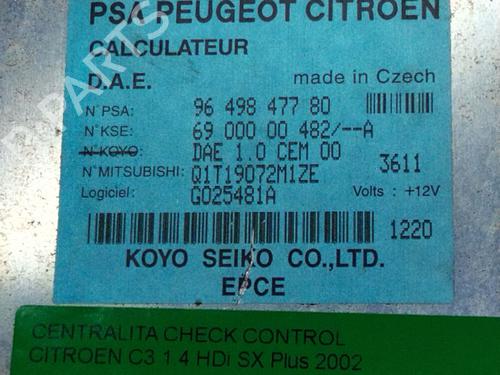 PSA PEUGEOT CITROEN
CALCULATEUR
D.A.E. made in Czech
N°PSA: 96 498 477 80
N°KSE: 69 000 00 482/--A
N°KOYO: DAE 1.0 CEM 00 3611
N°MITSUBISHI: Q1T19072M1ZE
Logiciel: G025481A Volts : +12V
1220
KOYO SEIKO CO.,LTD.
EPCE
CENTRALITA CHECK CONTROL
CITROEN C3 1.4 HDi SX Plus 2002